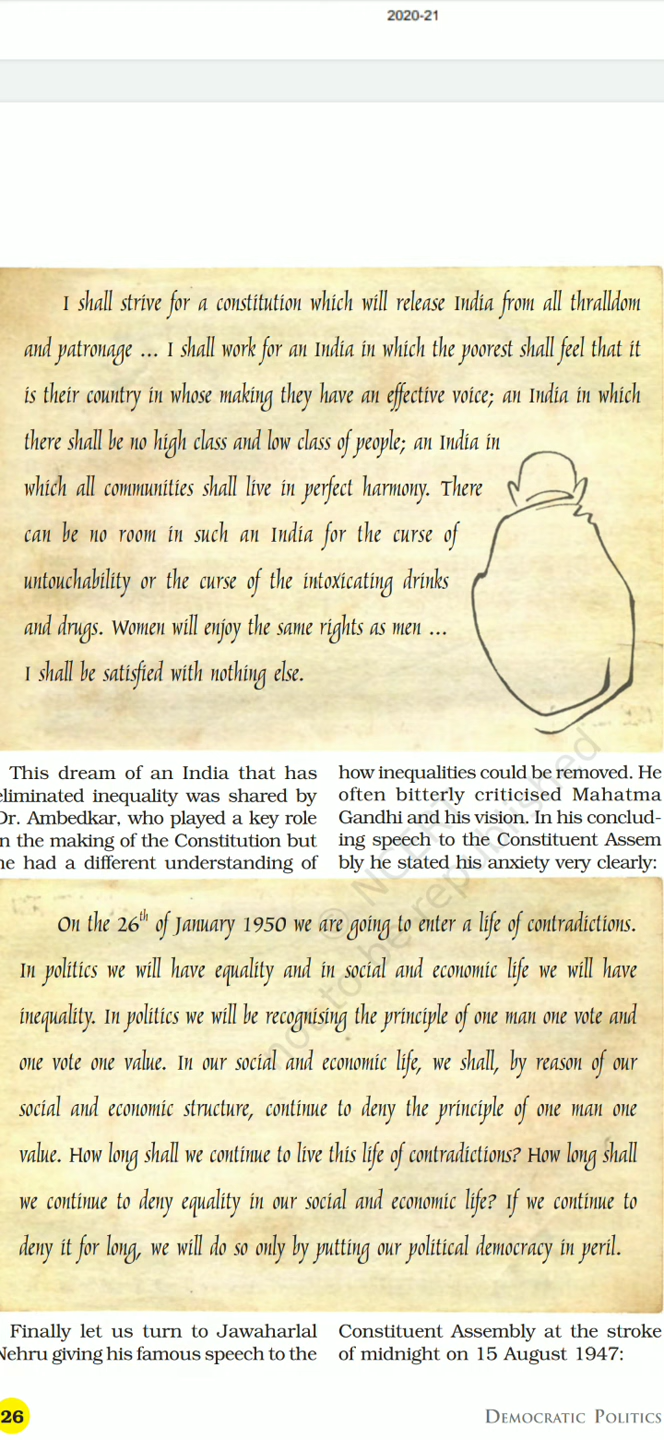 2020-21
I shall strive for a constitution which will release India from all thralldom
and patronage ... I shall work for an India in which the poorest shall feel that it
is their country in whose making they have an effective voice; an India in which
there shall be no high class and low class of people; an India in
which all communities shall live in perfect harmony. There
can be no room in such an India for the curse of
untouchability or the curse of the intoxicating drinks
and drugs. Women will enjoy the same rights as men ...
I shall be satisfied with nothing else.
This dream of an India that has
eliminated inequality was shared by
Dr. Ambedkar, who played a key role
in the making of the Constitution but
he had a different understanding of
how inequalities could be removed. He
often bitterly criticised Mahatma
Gandhi and his vision. In his conclud-
ing speech to the Constituent Assem
bly he stated his anxiety very clearly:
On the 26th of January 1950 we are going to enter a life of contradictions.
In politics we will have equality and in social and economic life we will have
inequality. In politics we will be recognising the principle of one man one vote and
one vote one value. In our social and economic life, we shall, by reason of our
social and economic structure, continue to deny the principle of one man one
value. How long shall we continue to live this life of contradictions? How long shall
we continue to deny equality in our social and economic life? If we continue to
deny it for long, we will do so only by putting our political democracy in peril.
Finally let us turn to Jawaharlal
Nehru giving his famous speech to the
Constituent Assembly at the stroke
of midnight on 15 August 1947:
26
DEMOCRATIC POLITICS
© NCERT
not to be republished